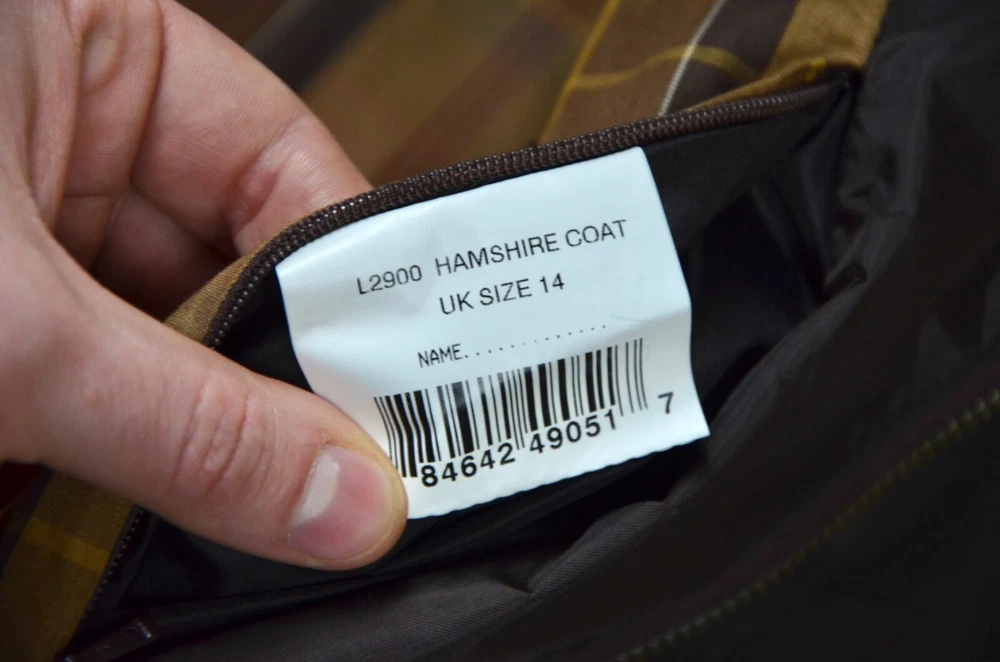 L2900 HAMSHIRE COAT
UK SIZE 14
NAME.............
84642 49051 7